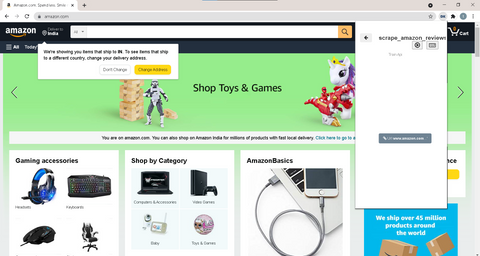 Amazon.com Spend less. Smile
amazon.com
amazon
Deliver to
India
All
Cart
All
Today'
We're showing you items that ship to IN. To see items that
ship to a different country, change your delivery address.
Don't Change
Change Address
scrape_amazon_reviews
www.amazon.com
Shop Toys & Games
You are on amazon.com. You can also shop on Amazon India for millions of products with fast local delivery. Click here to go to a
Gaming accessories
Headsets
Keyboards
Shop by Category
Computers & Accessories
Video Games
Baby
Toys & Games
AmazonBasics
We ship over 45 million
products around
the world